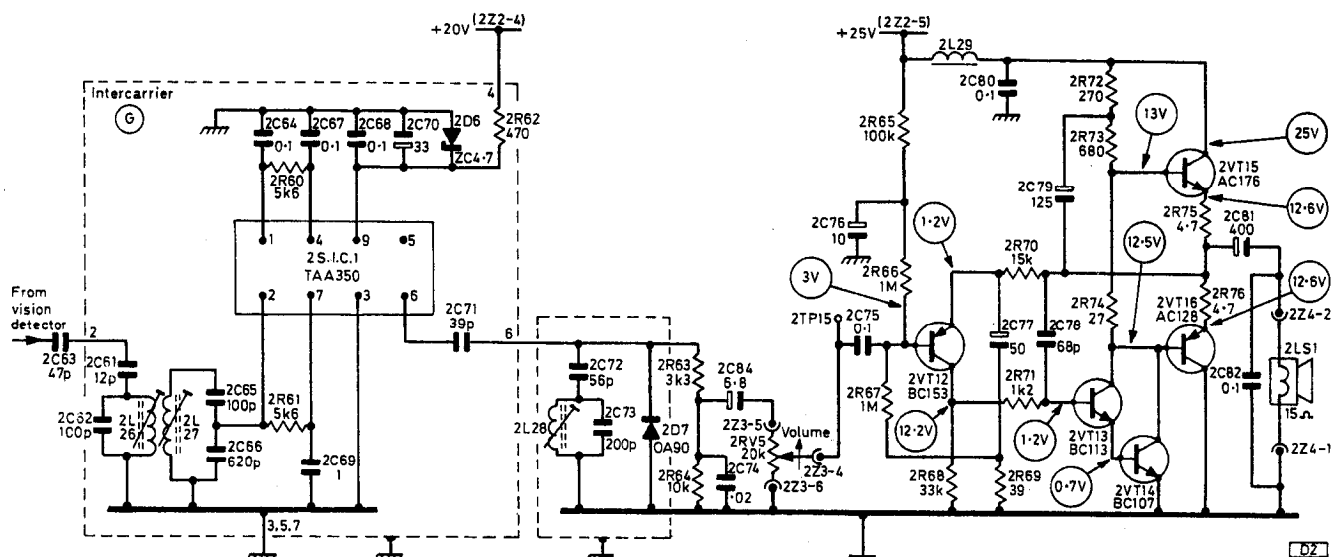 (2Z2-4)
+20V
Intercarrier
G
4
2C64
0·1
2C67
0·1
2C68
0·1
2C70
33
2D6
ZC4·7
2R62
470
2R60
5k6
1
4
9
5
2S.I.C.1
TAA350
2
7
3
6
From
vision
detector
2
2C63
47p
2C61
12p
2C62
100p
2L
26
2L
27
2C65
100p
2C66
620p
2R61
5k6
2C69
1
3,5,7
2C71
39p
6
2L28
2C72
56p
2C73
200p
2D7
OA90
2R63
3k3
2R64
10k
2C84
6·8
2C74
·02
2Z3-5
2RV5
20k
Volume
2Z3-4
2Z3-6
(2Z2-5)
+25V
2L29
2C80
0·1
2R65
100k
2C76
10
2R66
1M
3V
2TP15
2C75
0·1
2R67
1M
1·2V
2VT12
BC153
12·2V
2R68
33k
2R69
39
2R70
15k
2C77
50
2C78
68p
2R71
1k2
1·2V
2R72
270
2R73
680
2C79
125
13V
2R74
27
12·5V
2VT13
BC113
0·7V
2VT14
BC107
25V
2VT15
AC176
12·6V
2R75
4·7
2C81
400
2VT16
AC128
2R76
4·7
12·6V
2Z4-2
2C82
0·1
2LS1
15Ω
2Z4-1
D2